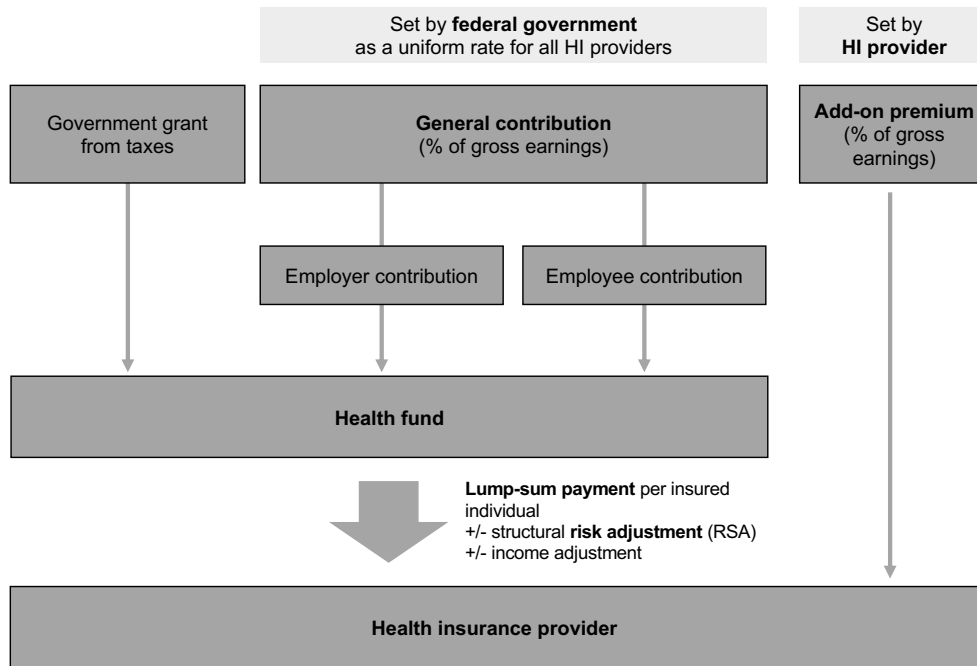 Set by federal government
as a uniform rate for all HI providers
Set by
HI provider
Government grant
from taxes
General contribution
(% of gross earnings)
Add-on premium
(% of gross
earnings)
Employer contribution
Employee contribution
Health fund
Lump-sum payment per insured
individual
+/- structural risk adjustment (RSA)
+/- income adjustment
Health insurance provider